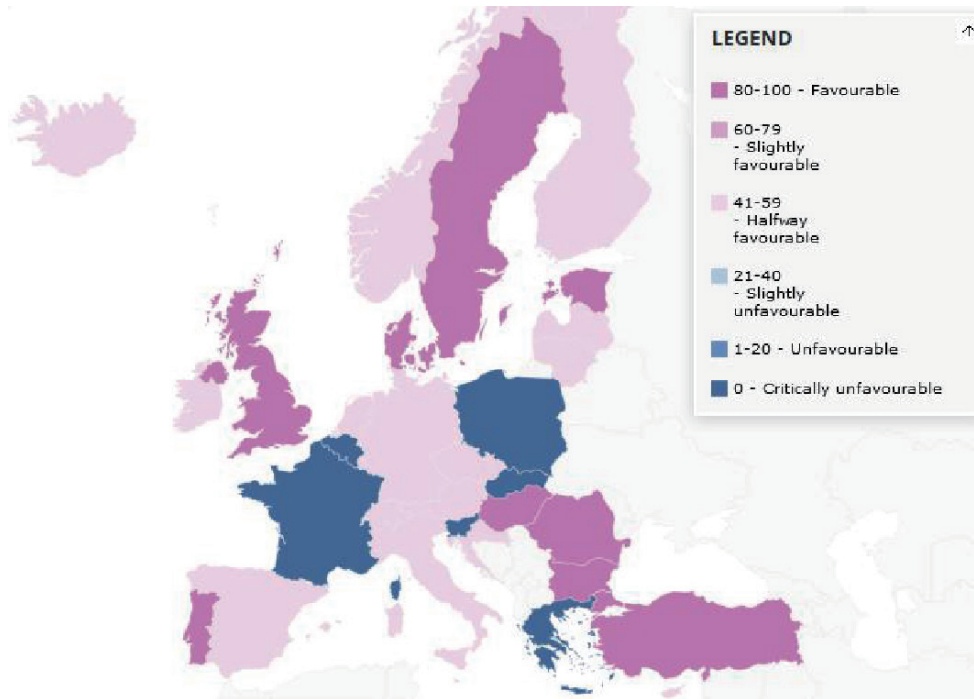 LEGEND
80-100 - Favourable
60-79
- Slightly
favourable
41-59
- Halfway
favourable
21-40
- Slightly
unfavourable
1-20 - Unfavourable
0 - Critically unfavourable